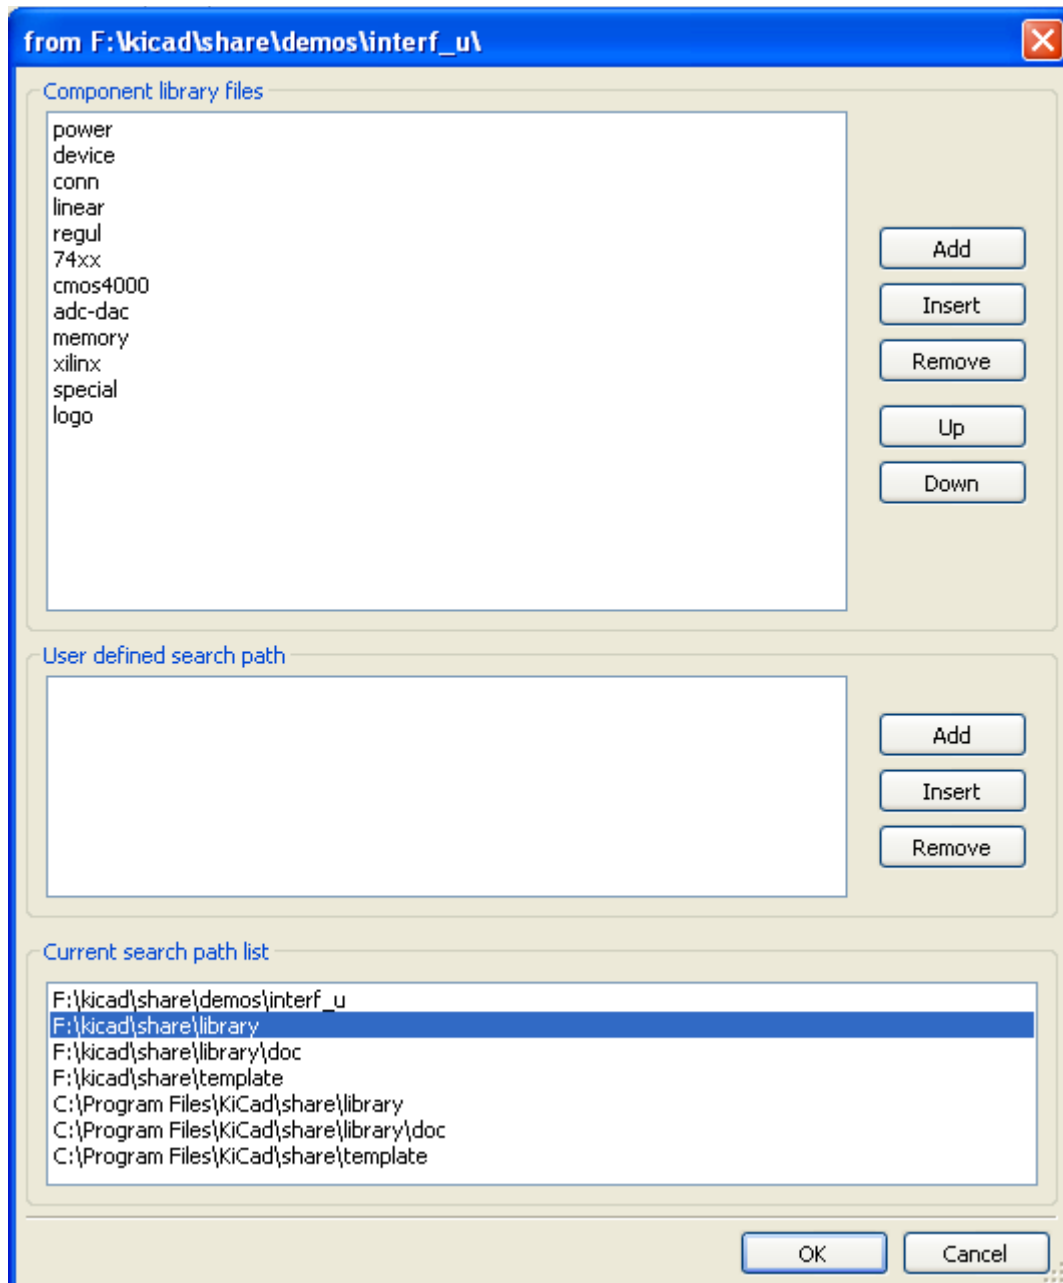 from F:\kicad\share\demos\interf_u\
Component library files
power
device
conn
linear
regul
74xx
cmos4000
adc-dac
memory
xilinx
special
logo
Add
Insert
Remove
Up
Down
User defined search path
Add
Insert
Remove
Current search path list
F:\kicad\share\demos\interf_u
F:\kicad\share\library
F:\kicad\share\library\doc
F:\kicad\share\template
C:\Program Files\KiCad\share\library
C:\Program Files\KiCad\share\library\doc
C:\Program Files\KiCad\share\template
OK
Cancel